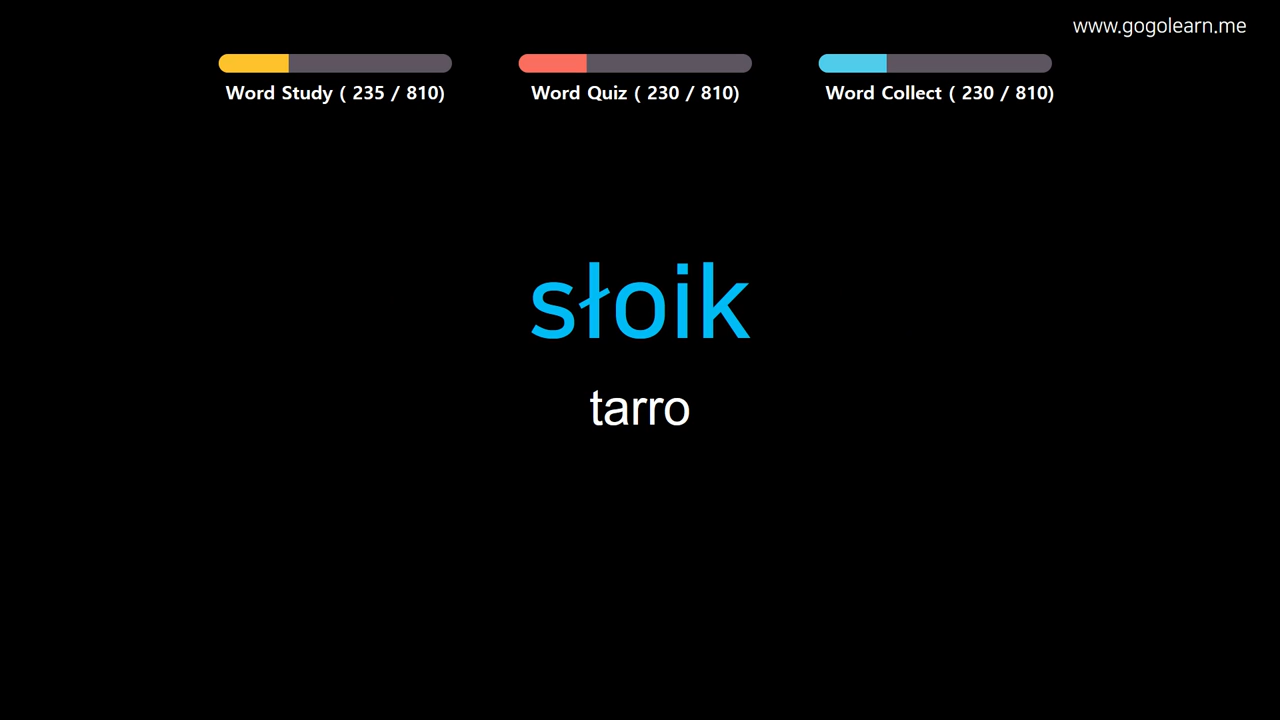 www.gogolearn.me
Word Study ( 235 / 810)
Word Quiz ( 230 / 810)
Word Collect ( 230 / 810)
słoik
tarro